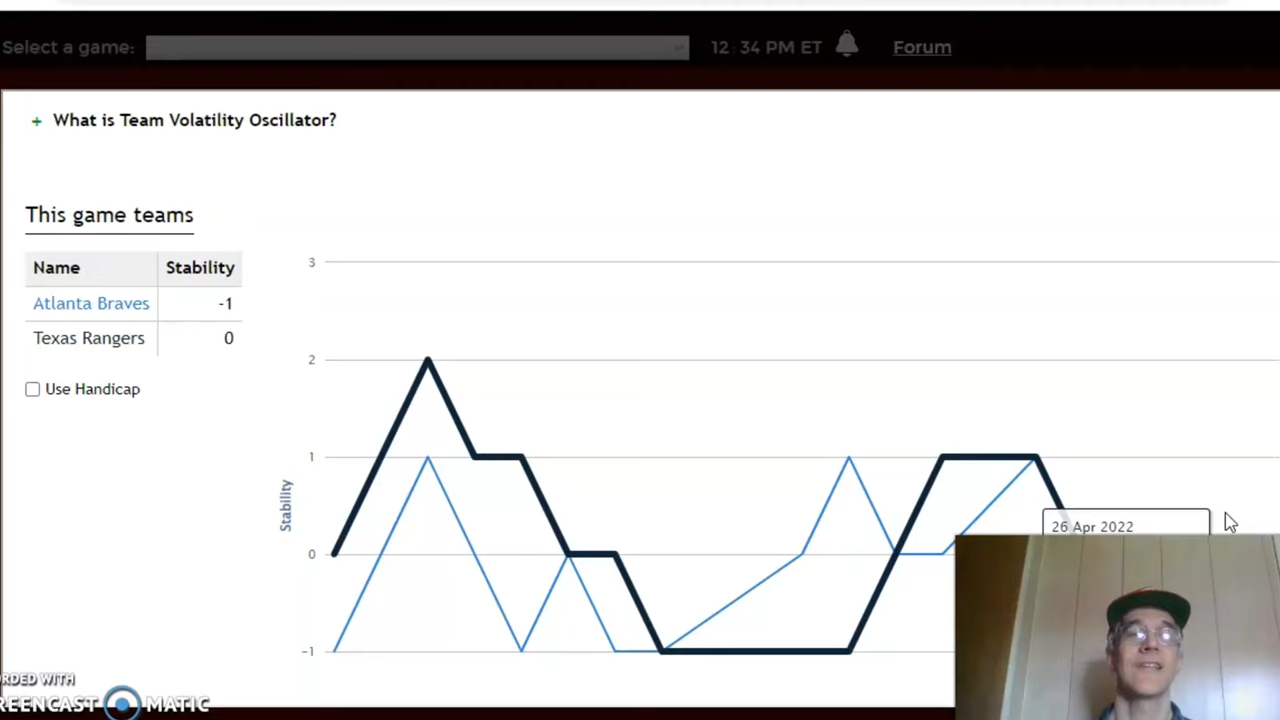 Select a game:
12:34 PM ET
Forum
+ What is Team Volatility Oscillator?
This game teams
Name Stability
Atlanta Braves -1
Texas Rangers 0
Use Handicap
3
2
1
0
-1
Stability
26 Apr 2022
RDED WITH
REENCAST MATIC